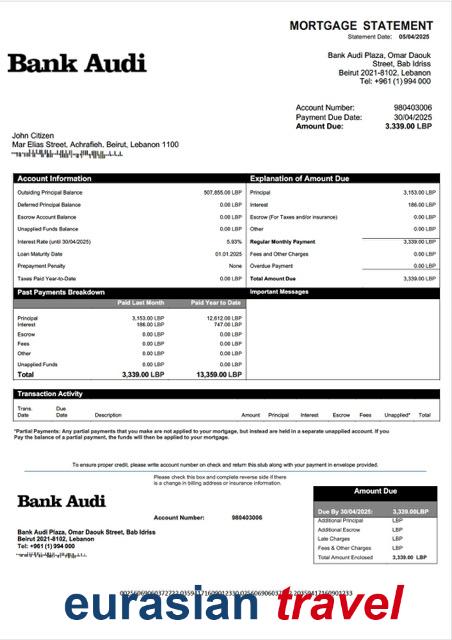 MORTGAGE STATEMENT
Statement Date: 05/04/2025
Bank Audi
Bank Audi Plaza, Omar Daouk
Street, Bab Idriss
Beirut 2021-8102, Lebanon
Tel: +961 (1) 994 000
Account Number: 980403006
Payment Due Date: 30/04/2025
Amount Due: 3.339.00 LBP
John Citizen
Mar Elias Street, Achrafieh, Beirut, Lebanon 1100
Account Information
Outsiding Principal Balance 507,655.00 LBP
Deferred Principal Balance 0.00 LBP
Escrow Account Balance 0.00 LBP
Unapplied Funds Balance 0.00 LBP
Interest Rate (until 30/04/2025) 5.93%
Loan Maturity Date 01.01.2025
Prepayment Penalty None
Taxes Paid Year-to-Date 0.00 LBP
Explanation of Amount Due
Principal 3,153.00 LBP
Interest 186.00 LBP
Escrow (For Taxes and/or insurance) 0.00 LBP
Other 0.00 LBP
Regular Monthly Payment 3,339.00 LBP
Fees and Other Charges 0.00 LBP
Overdue Payment 0.00 LBP
Total Amount Due 3,339.00 LBP
Past Payments Breakdown
Paid Last Month Paid Year to Date
Principal 3,153.00 LBP 12,612.00 LBP
Interest 186.00 LBP 747.00 LBP
Escrow 0.00 LBP 0.00 LBP
Fees 0.00 LBP 0.00 LBP
Other 0.00 LBP 0.00 LBP
Unapplied Funds 0.00 LBP 0.00 LBP
Total 3,339.00 LBP 13,359.00 LBP
Important Messages
Transaction Activity
Trans. Date Due Date Description Amount Principal Interest Escrow Fees Unapplied* Total
*Partial Payments: Any partial payments that you make are not applied to your mortgage, but instead are held in a separate unapplied account. If you
Pay the balance of a partial payment, the funds will then be applied to your mortgage.
To ensure proper credit, please write account number on check and return this stub along with your payment in envelope provided.
Please check this box and complete reverse side if there
is a change in billing address or insurance information.
Bank Audi
Account Number: 980403006
Bank Audi Plaza, Omar Daouk Street, Bab Idriss
Beirut 2021-8102, Lebanon
Tel: +961 (1) 994 000
Amount Due
Due By 30/04/2025: 3,339.00LBP
Additional Principal LBP
Additional Escrow LBP
Late Charges LBP
Fees & Other Charges LBP
Total Amount Enclosed 3,339.00 LBP
eurasian travel